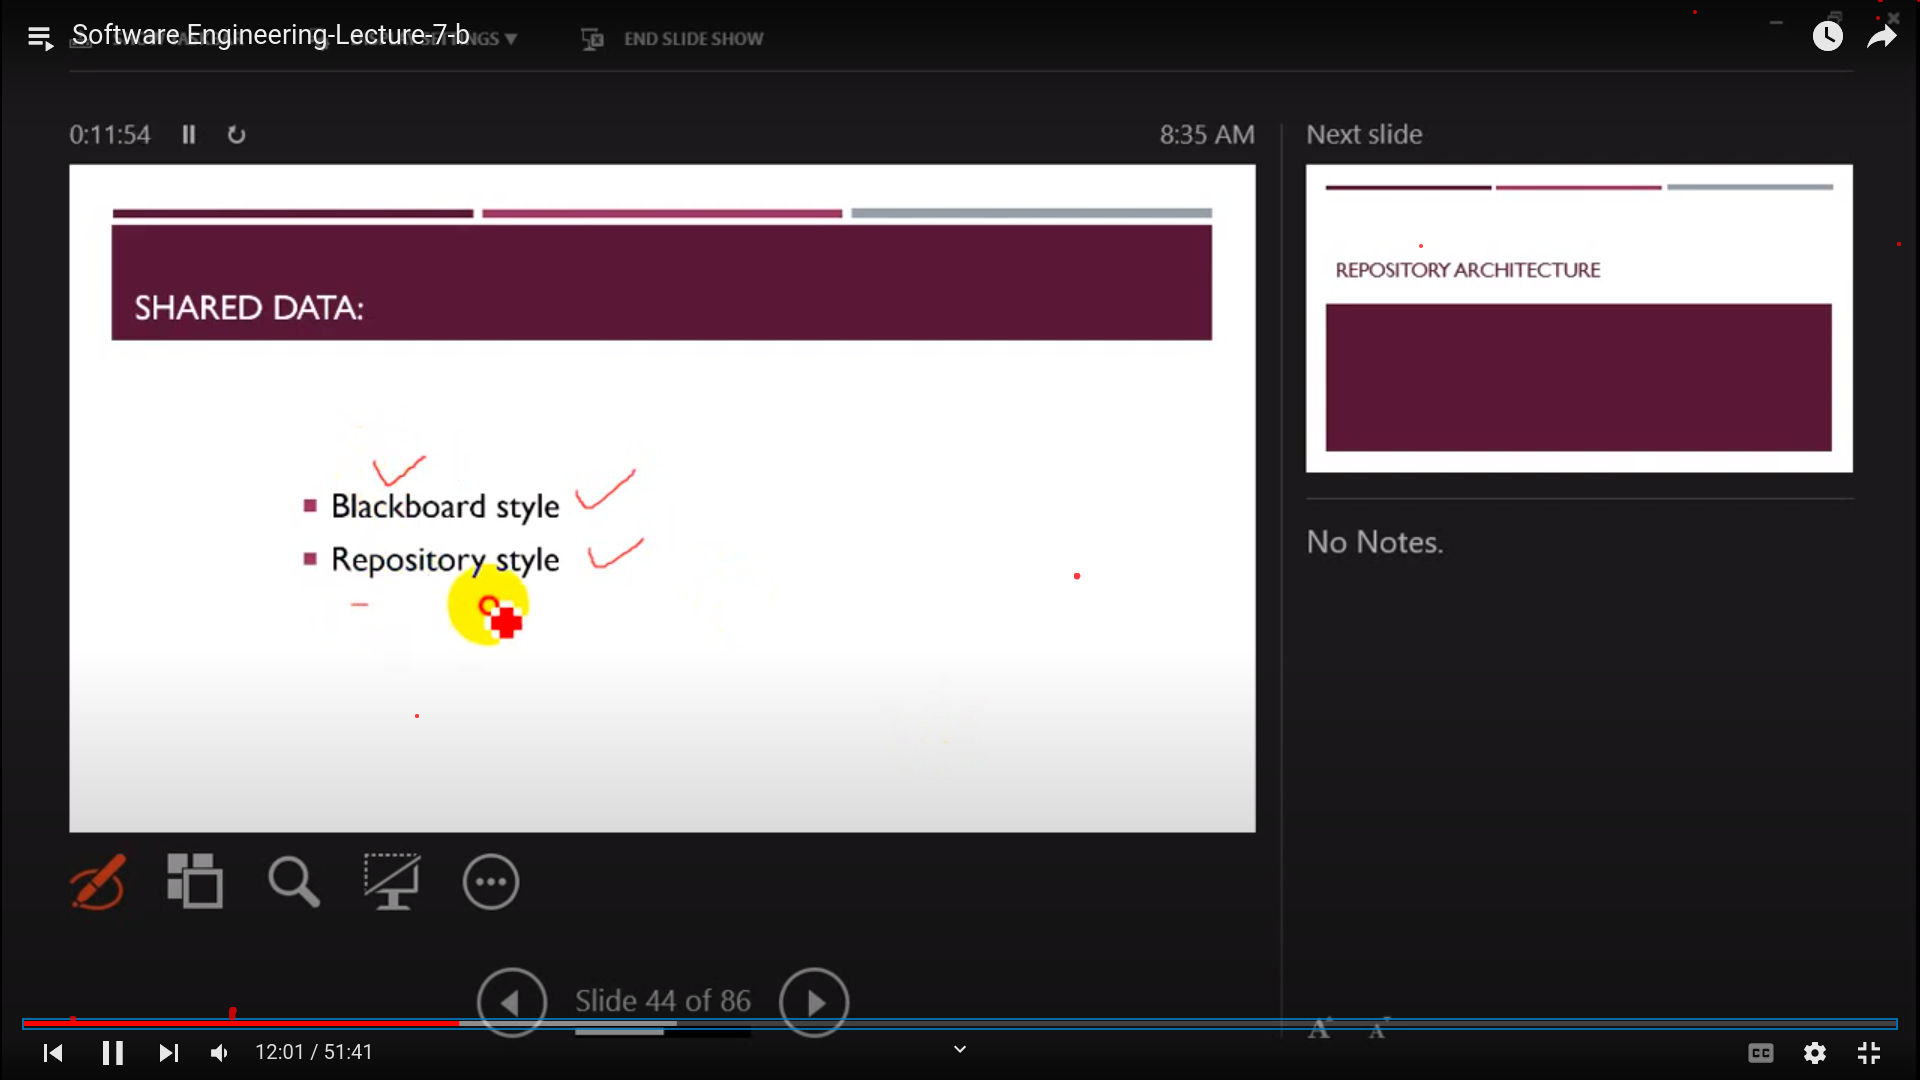 Software Engineering-Lecture-7-b
END SLIDE SHOW
0:11:54
8:35 AM
Next slide
SHARED DATA:
Blackboard style
Repository style
REPOSITORY ARCHITECTURE
No Notes.
Slide 44 of 86
A A
12:01 / 51:41
CC